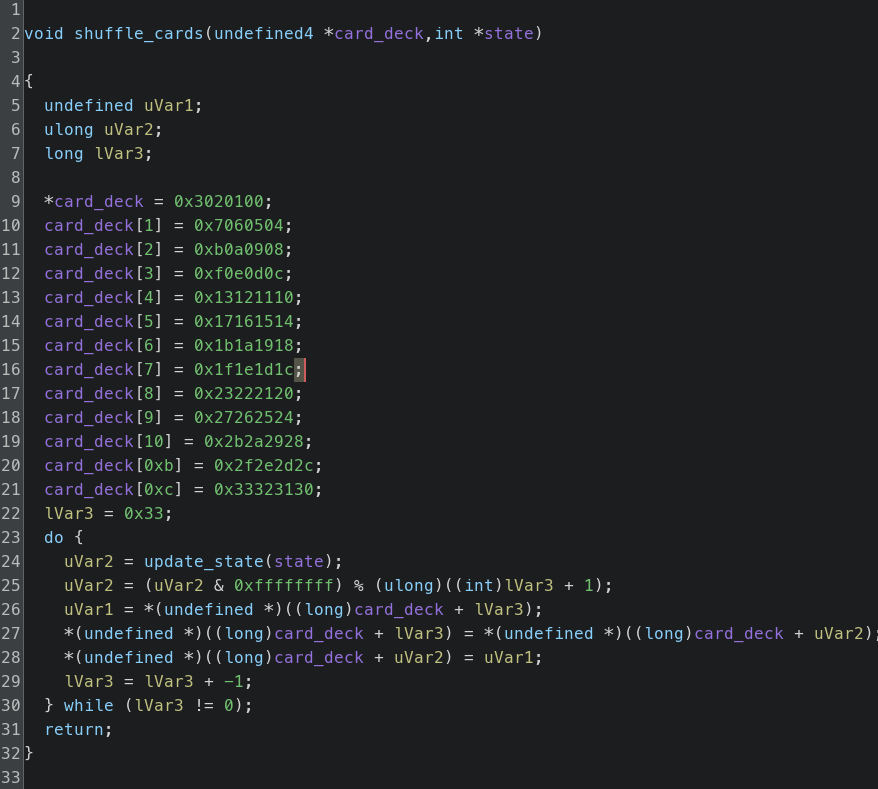 1
2 void shuffle_cards(undefined4 *card_deck,int *state)
3
4 {
5   undefined uVar1;
6   ulong uVar2;
7   long lVar3;
8
9   *card_deck = 0x3020100;
10   card_deck[1] = 0x7060504;
11   card_deck[2] = 0xb0a0908;
12   card_deck[3] = 0xf0e0d0c;
13   card_deck[4] = 0x13121110;
14   card_deck[5] = 0x17161514;
15   card_deck[6] = 0x1b1a1918;
16   card_deck[7] = 0x1f1e1d1c;
17   card_deck[8] = 0x23222120;
18   card_deck[9] = 0x27262524;
19   card_deck[10] = 0x2b2a2928;
20   card_deck[0xb] = 0x2f2e2d2c;
21   card_deck[0xc] = 0x33323130;
22   lVar3 = 0x33;
23   do {
24     uVar2 = update_state(state);
25     uVar2 = (uVar2 & 0xffffffff) % (ulong)((int)lVar3 + 1);
26     uVar1 = *(undefined *)((long)card_deck + lVar3);
27     *(undefined *)((long)card_deck + lVar3) = *(undefined *)((long)card_deck + uVar2);
28     *(undefined *)((long)card_deck + uVar2) = uVar1;
29     lVar3 = lVar3 + -1;
30   } while (lVar3 != 0);
31   return;
32 }
33